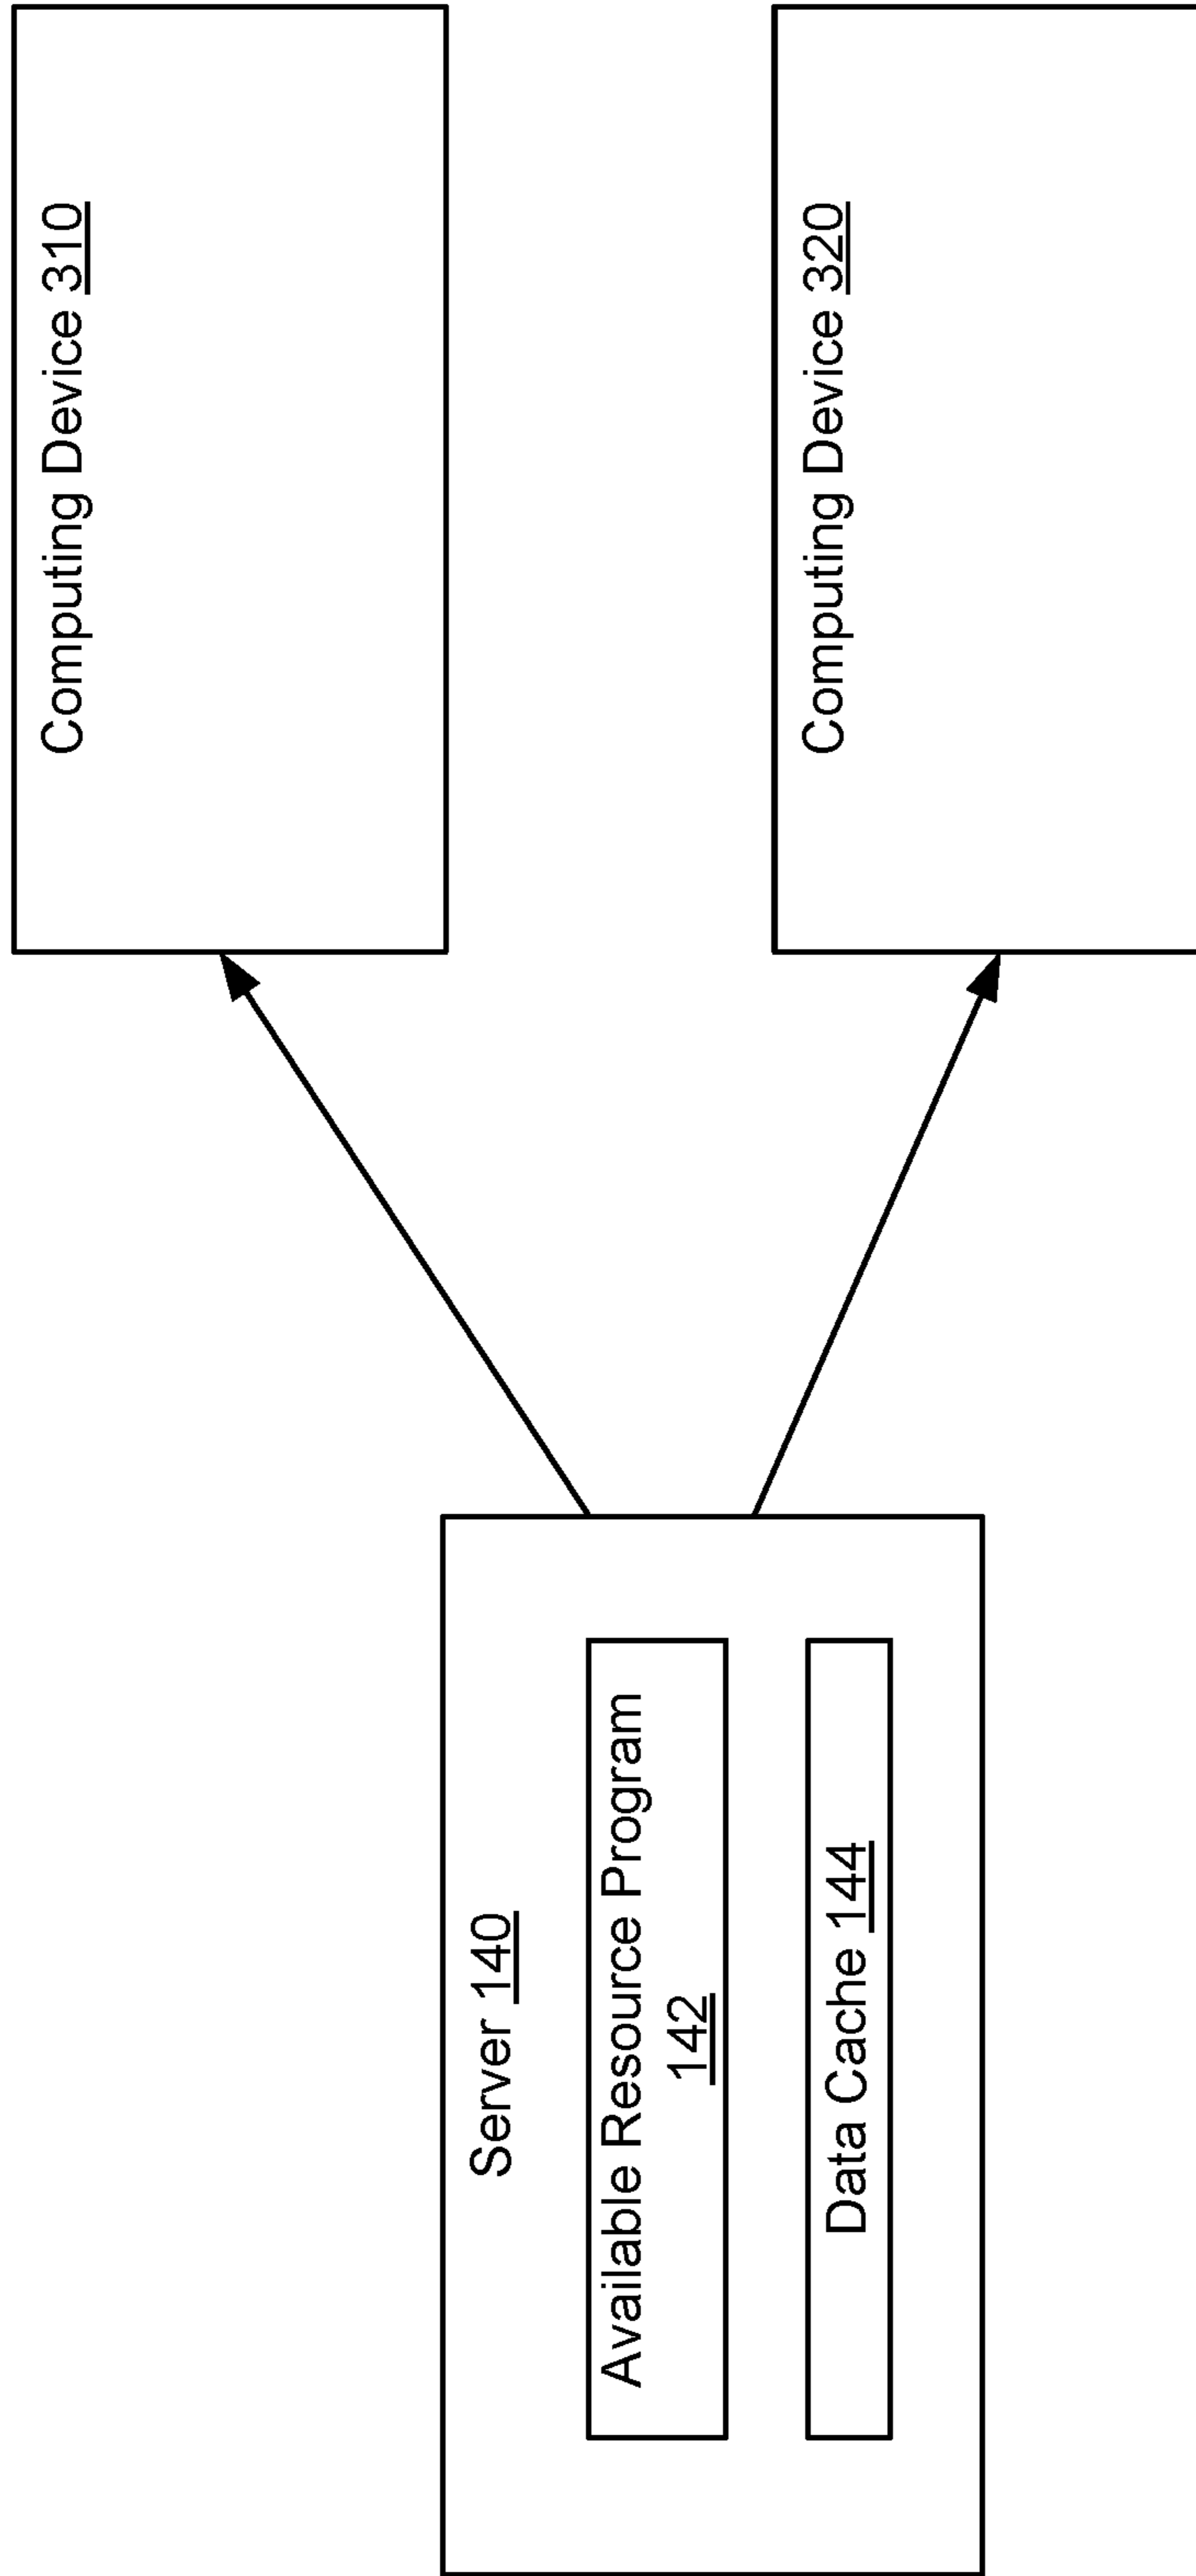 Server 140
Available Resource Program
142
Data Cache 144
Computing Device 310
Computing Device 320